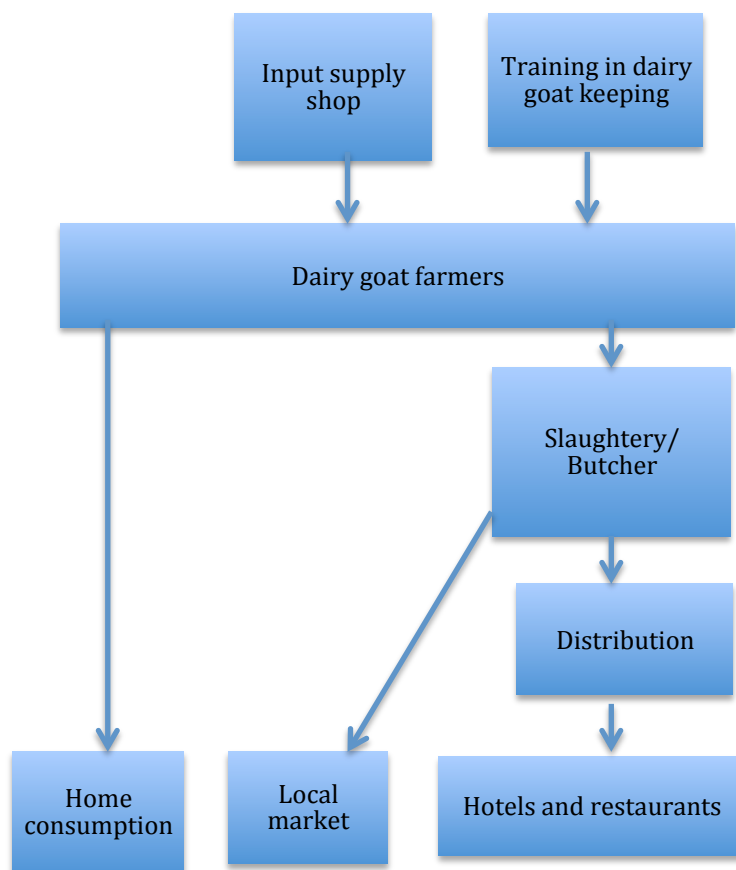 Input supply
shop
Training in dairy
goat keeping
Dairy goat farmers
Slaughtery/
Butcher
Distribution
Home
consumption
Local
market
Hotels and restaurants